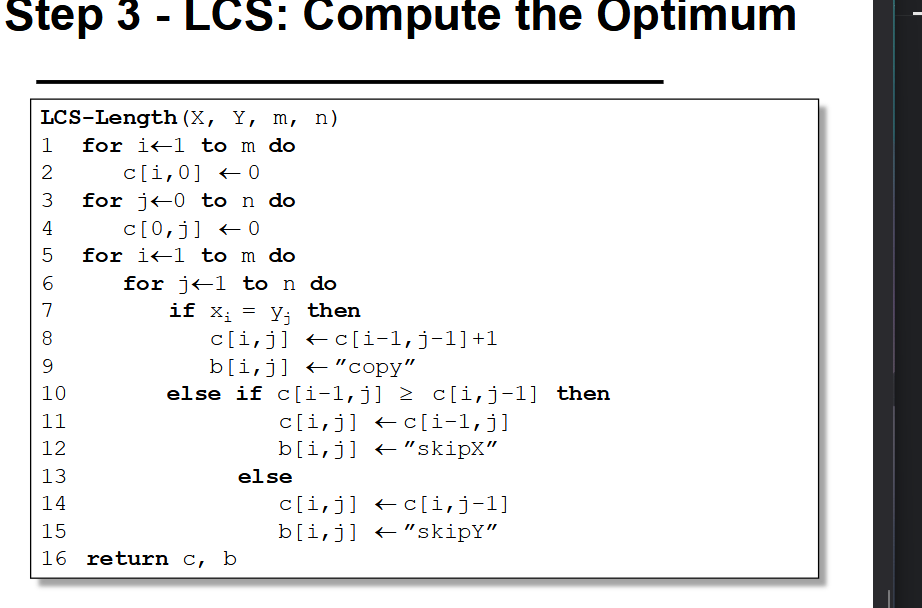 Step 3 - LCS: Compute the Optimum
LCS-Length(X, Y, m, n)
1 for i←1 to m do
2 c[i,0] ←0
3 for j←0 to n do
4 c[0,j] ←0
5 for i←1 to m do
6 for j←1 to n do
7 if xᵢ = yⱼ then
8 c[i,j] ←c[i-1,j-1]+1
9 b[i,j] ←”copy”
10 else if c[i-1,j] ≥ c[i,j-1] then
11 c[i,j] ←c[i-1,j]
12 b[i,j] ←”skipX”
13 else
14 c[i,j] ←c[i,j-1]
15 b[i,j] ←”skipY”
16 return c, b